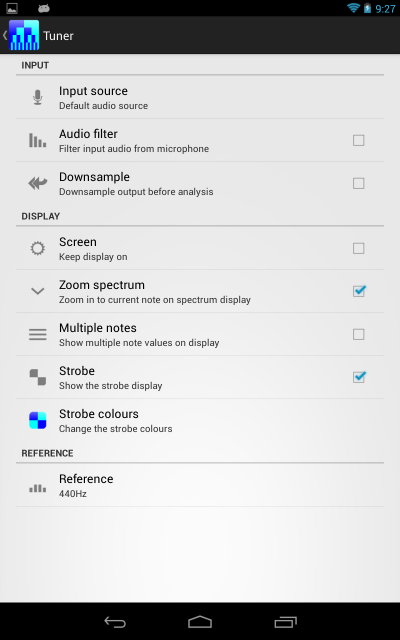 9:27
Tuner
INPUT
Input source
Default audio source
Audio filter
Filter input audio from microphone
Downsample
Downsample output before analysis
DISPLAY
Screen
Keep display on
Zoom spectrum
Zoom in to current note on spectrum display
Multiple notes
Show multiple note values on display
Strobe
Show the strobe display
Strobe colours
Change the strobe colours
REFERENCE
Reference
440Hz